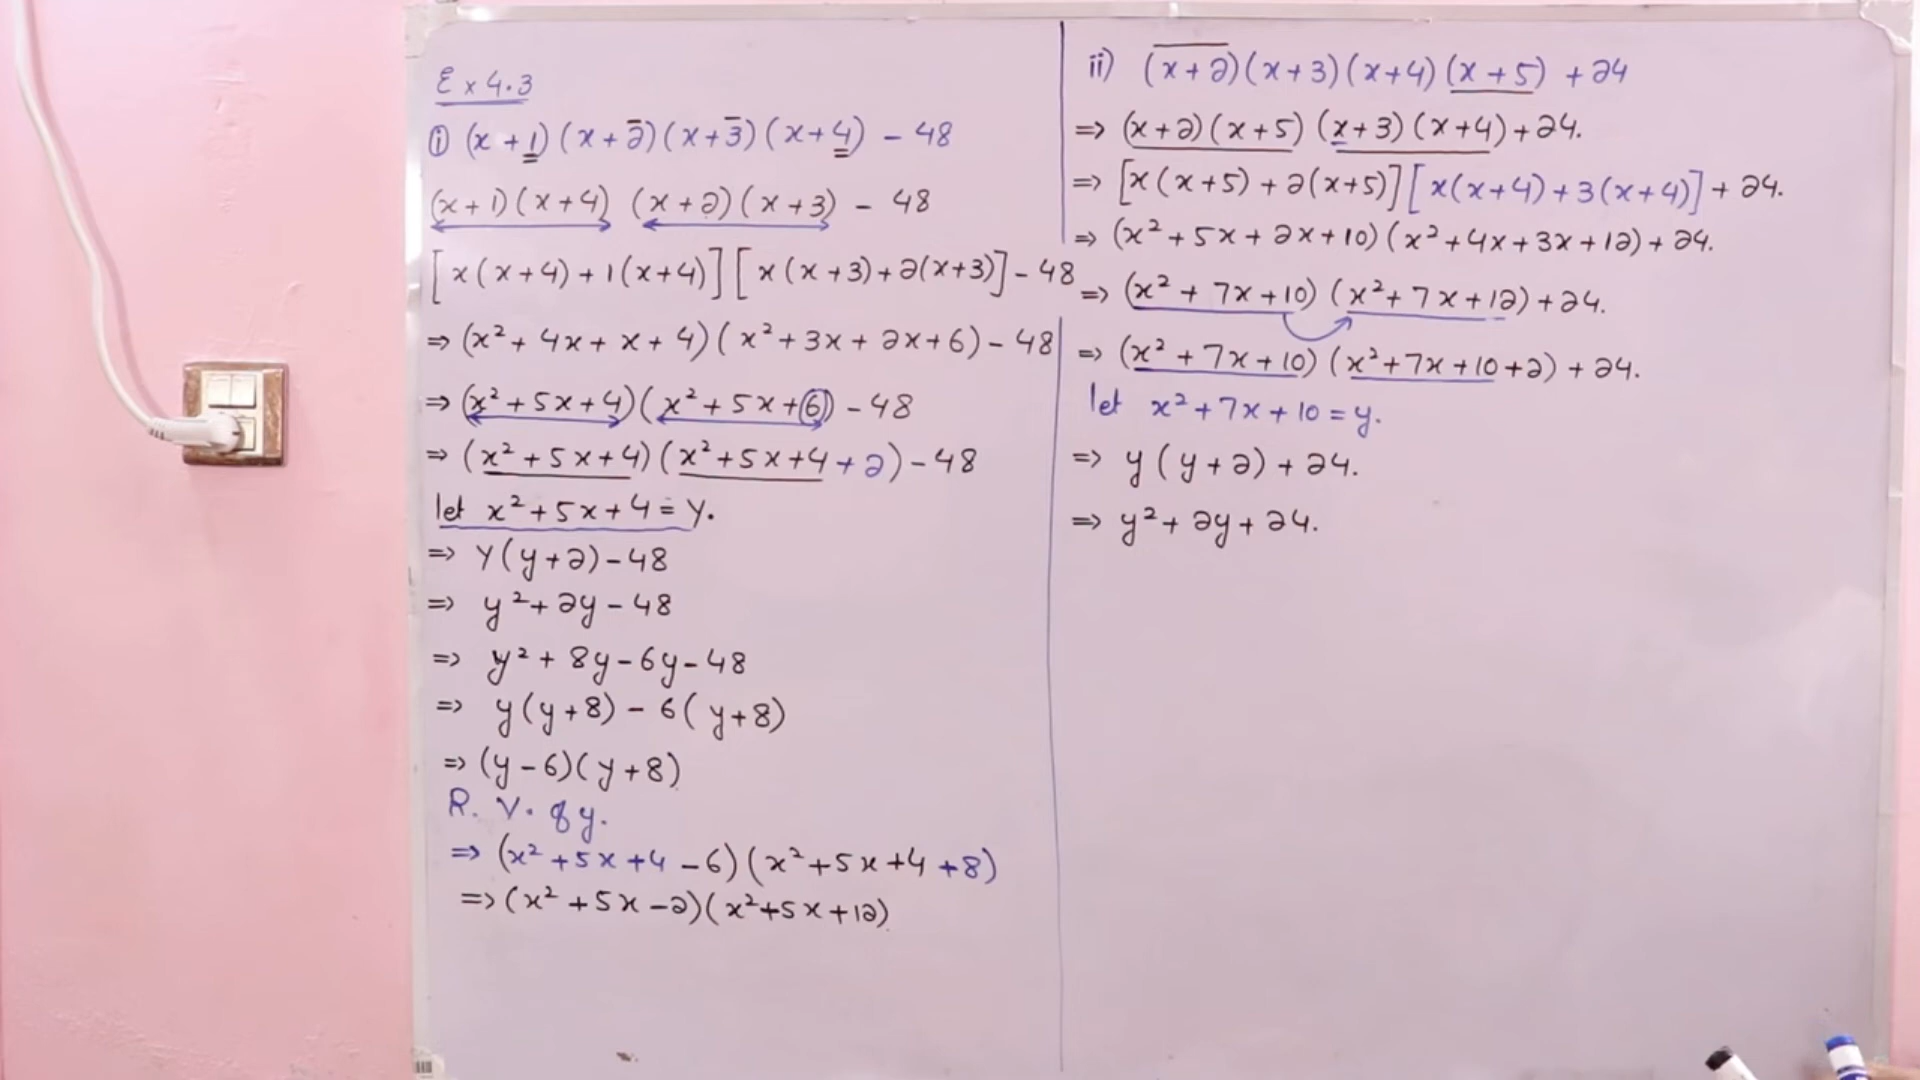 Ex 4.3
(i) (x+1)(x+2)(x+3)(x+4) - 48
(x+1)(x+4) (x+2)(x+3) - 48
[x(x+4)+1(x+4)][x(x+3)+2(x+3)] - 48
⇒ (x²+4x+x+4)(x²+3x+2x+6) - 48
⇒ (x²+5x+4)(x²+5x+6) - 48
⇒ (x²+5x+4)(x²+5x+4+2) - 48
let x²+5x+4 = y.
⇒ y(y+2) - 48
⇒ y²+2y - 48
⇒ y²+8y-6y-48
⇒ y(y+8) - 6(y+8)
⇒ (y-6)(y+8)
R. V. of y.
⇒ (x²+5x+4-6)(x²+5x+4+8)
⇒ (x²+5x-2)(x²+5x+12)
ii) (x+2)(x+3)(x+4)(x+5) + 24
⇒ (x+2)(x+5)(x+3)(x+4) + 24.
⇒ [x(x+5)+2(x+5)][x(x+4)+3(x+4)] + 24.
⇒ (x²+5x+2x+10)(x²+4x+3x+12) + 24.
⇒ (x²+7x+10)(x²+7x+12) + 24.
⇒ (x²+7x+10)(x²+7x+10+2) + 24.
let x²+7x+10 = y.
⇒ y(y+2) + 24.
⇒ y²+2y+24.